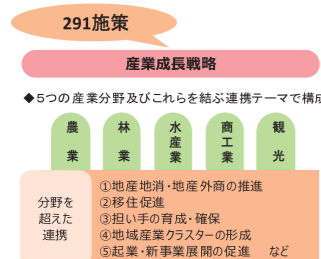 291施策
産業成長戦略
◆5つの産業分野及びこれらを結ぶ連携テーマで構成
農業
林業
水産業
商工業
観光
分野を
超えた
連携
①地産地消・地産外商の推進
②移住促進
③担い手の育成・確保
④地域産業クラスターの形成
⑤起業・新事業展開の促進 など